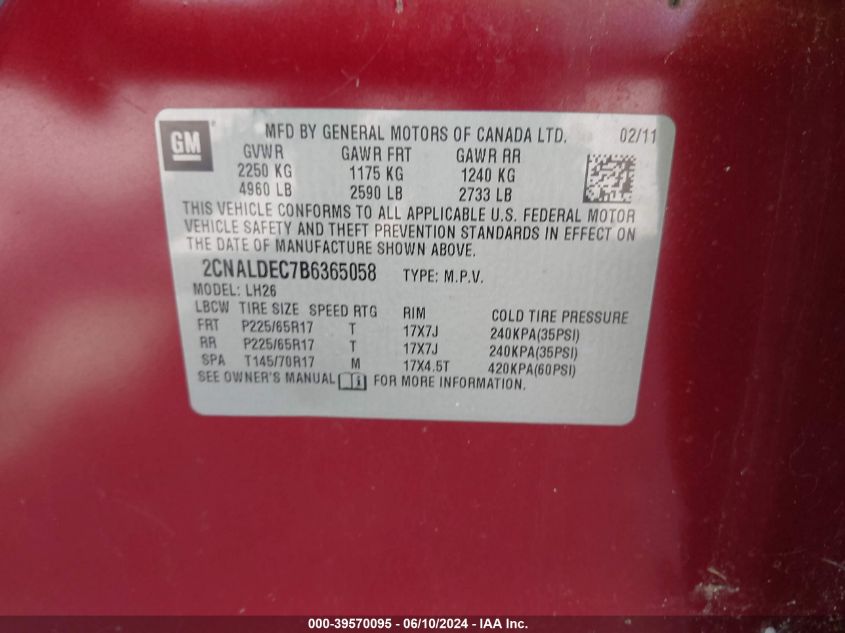 GM
MFD BY GENERAL MOTORS OF CANADA LTD. 02/11
GVWR GAWR FRT GAWR RR
2250 KG 1175 KG 1240 KG
4960 LB 2590 LB 2733 LB
THIS VEHICLE CONFORMS TO ALL APPLICABLE U.S. FEDERAL MOTOR
VEHICLE SAFETY AND THEFT PREVENTION STANDARDS IN EFFECT ON
THE DATE OF MANUFACTURE SHOWN ABOVE.
2CNALDEC7B6365058 TYPE: M.P.V.
MODEL: LH26
LBCW TIRE SIZE SPEED RTG RIM COLD TIRE PRESSURE
FRT P225/65R17 T 17X7J 240KPA(35PSI)
RR P225/65R17 T 17X7J 240KPA(35PSI)
SPA T145/70R17 M 17X4.5T 420KPA(60PSI)
SEE OWNER'S MANUAL FOR MORE INFORMATION.
000-39570095 - 06/10/2024 - IAA Inc.